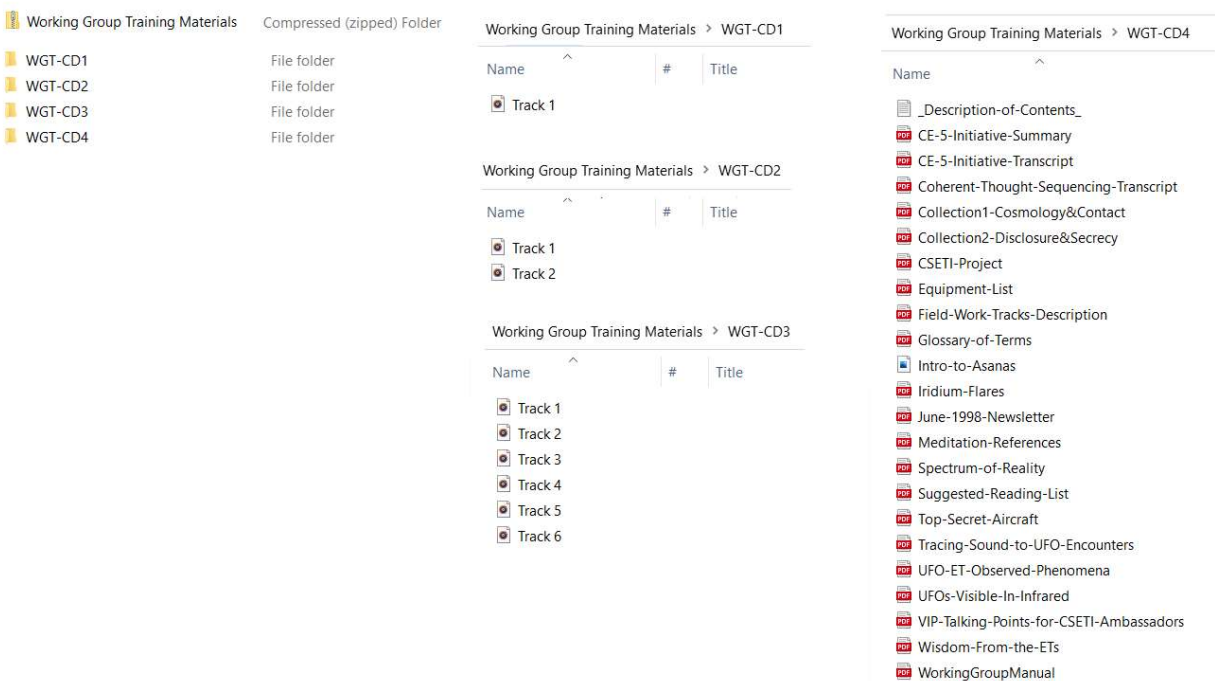 Working Group Training Materials Compressed (zipped) Folder
WGT-CD1 File folder
WGT-CD2 File folder
WGT-CD3 File folder
WGT-CD4 File folder
Working Group Training Materials > WGT-CD1
Name # Title
Track 1
Working Group Training Materials > WGT-CD2
Name # Title
Track 1
Track 2
Working Group Training Materials > WGT-CD3
Name # Title
Track 1
Track 2
Track 3
Track 4
Track 5
Track 6
Working Group Training Materials > WGT-CD4
Name
_Description-of-Contents_
CE-5-Initiative-Summary
CE-5-Initiative-Transcript
Coherent-Thought-Sequencing-Transcript
Collection1-Cosmology&Contact
Collection2-Disclosure&Secrecy
CSETI-Project
Equipment-List
Field-Work-Tracks-Description
Glossary-of-Terms
Intro-to-Asanas
Iridium-Flares
June-1998-Newsletter
Meditation-References
Spectrum-of-Reality
Suggested-Reading-List
Top-Secret-Aircraft
Tracing-Sound-to-UFO-Encounters
UFO-ET-Observed-Phenomena
UFOs-Visible-In-Infrared
VIP-Talking-Points-for-CSETI-Ambassadors
Wisdom-From-the-ETs
WorkingGroupManual